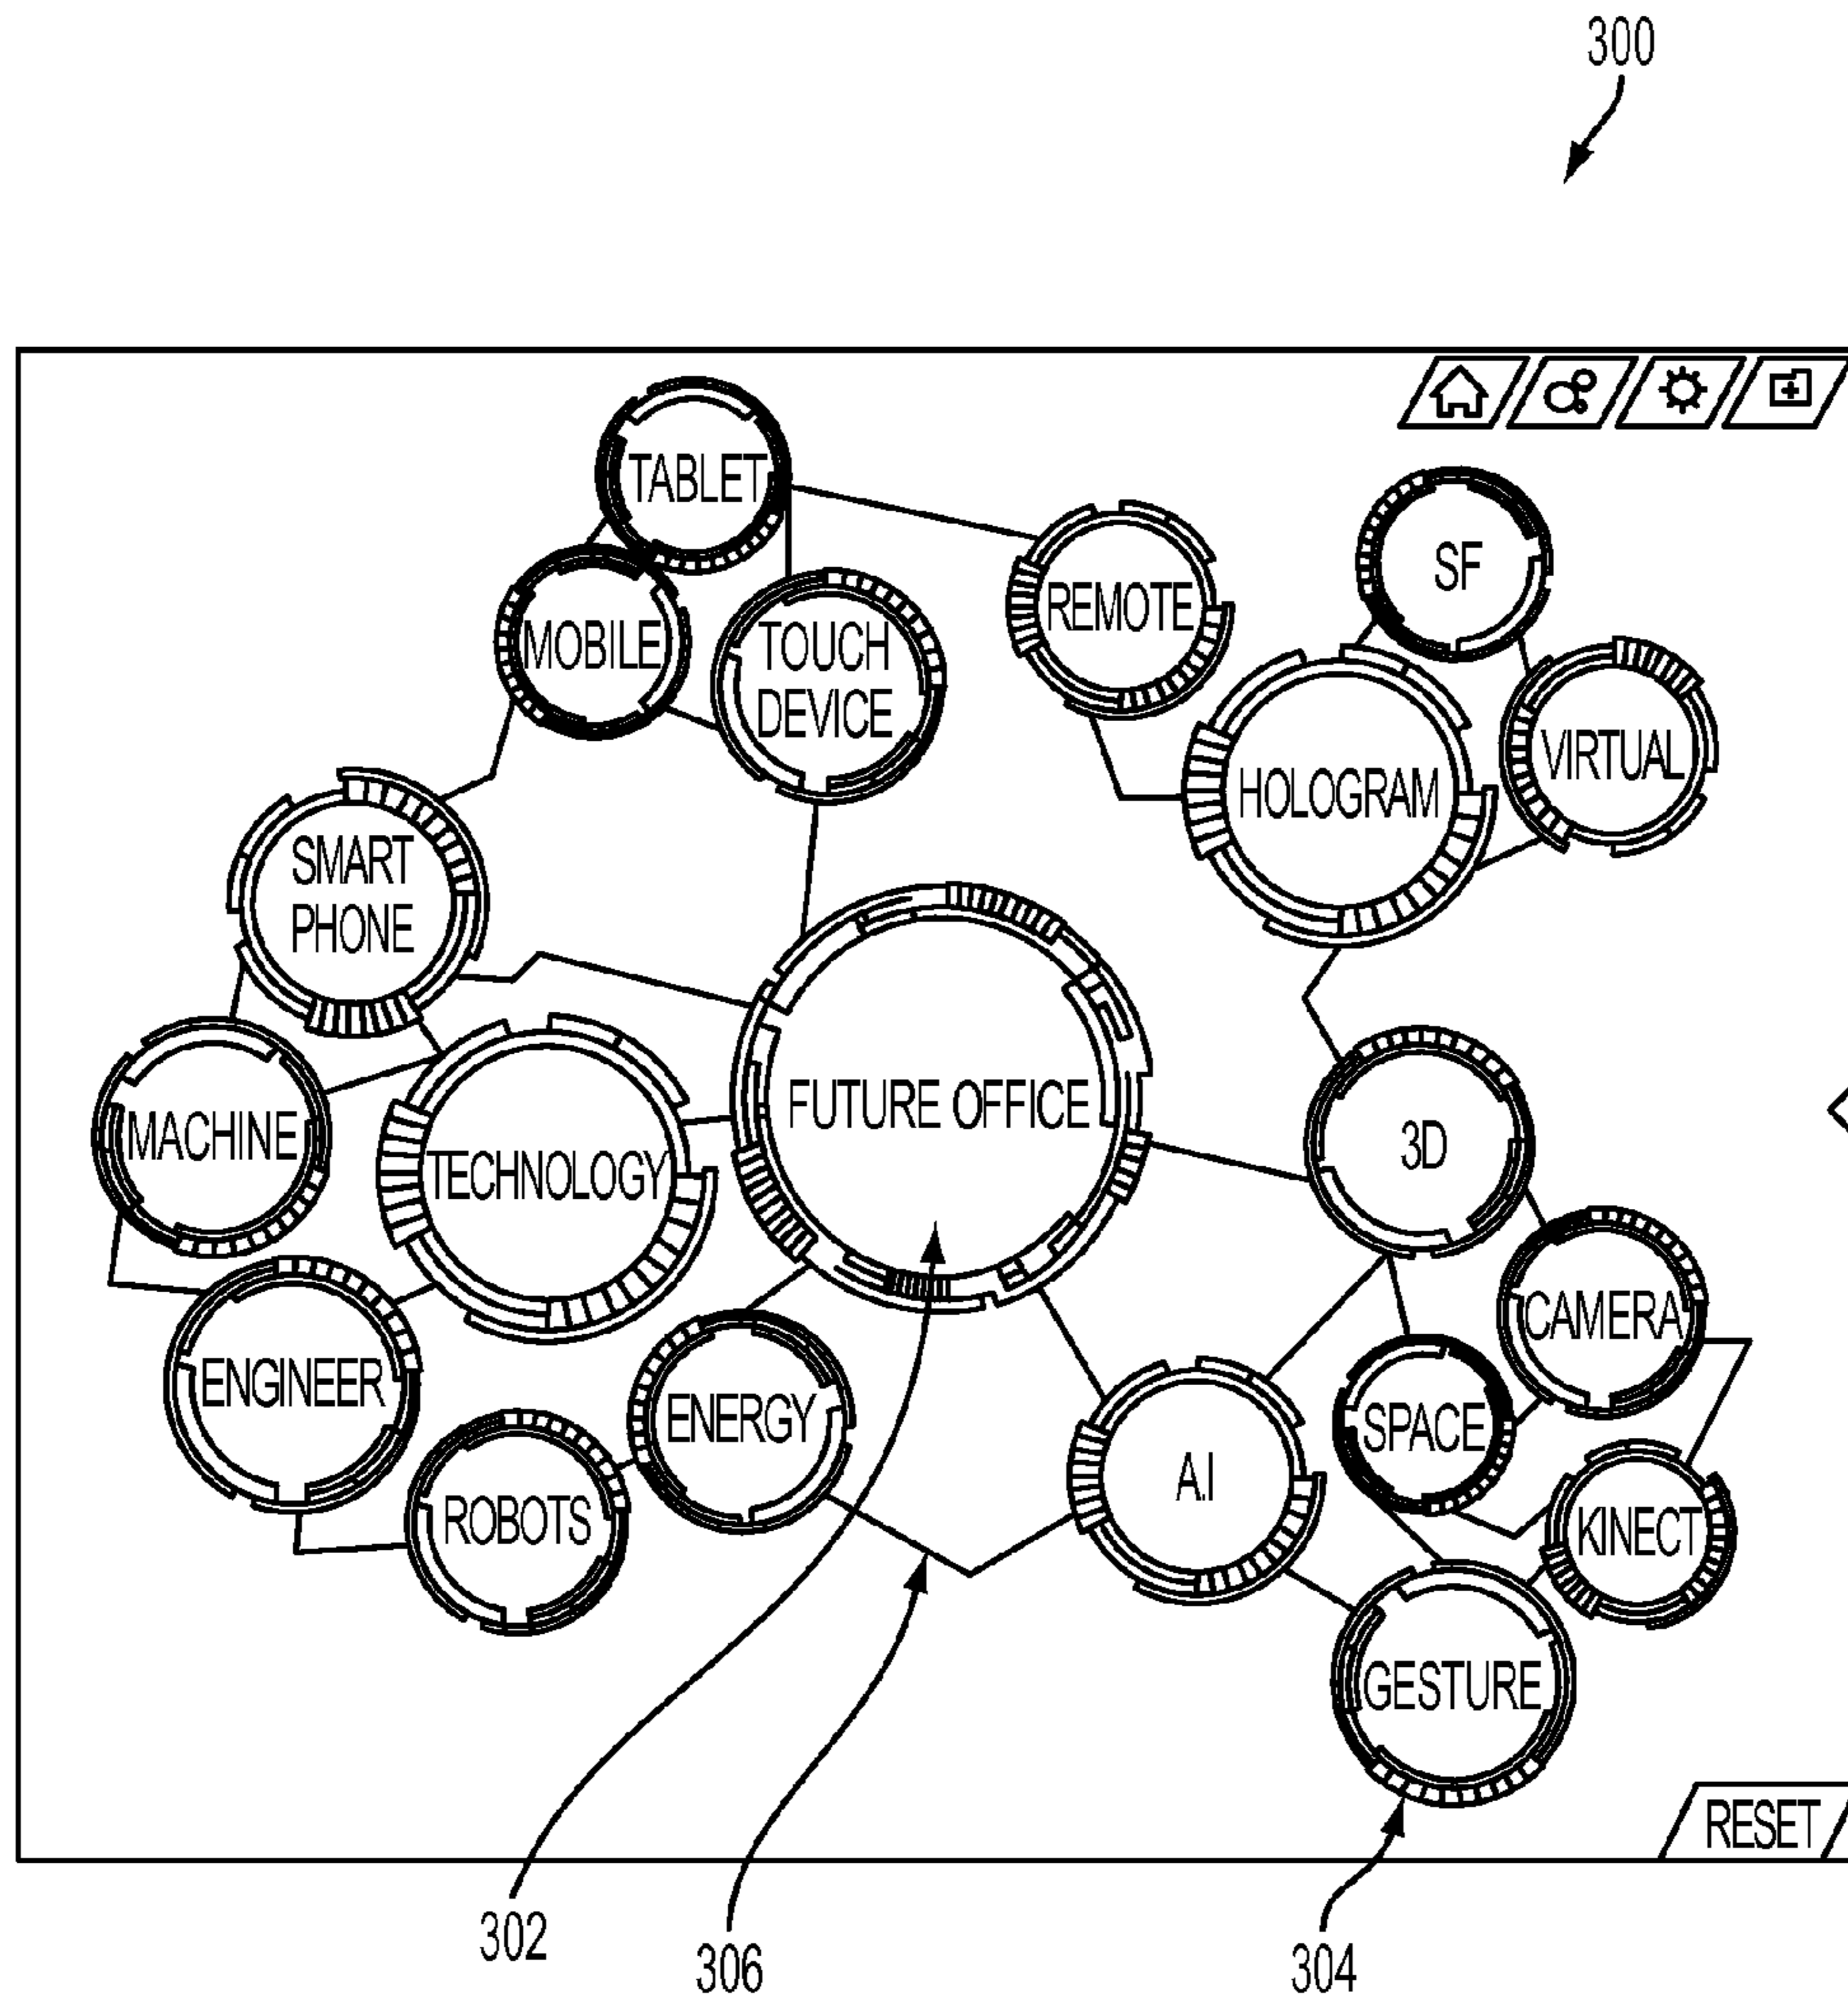 300
TABLET
REMOTE
SF
MOBILE
TOUCH
DEVICE
HOLOGRAM
VIRTUAL
SMART
PHONE
FUTURE OFFICE
MACHINE
TECHNOLOGY
3D
CAMERA
ENGINEER
ENERGY
SPACE
ROBOTS
A.I
KINECT
GESTURE
RESET
302
306
304